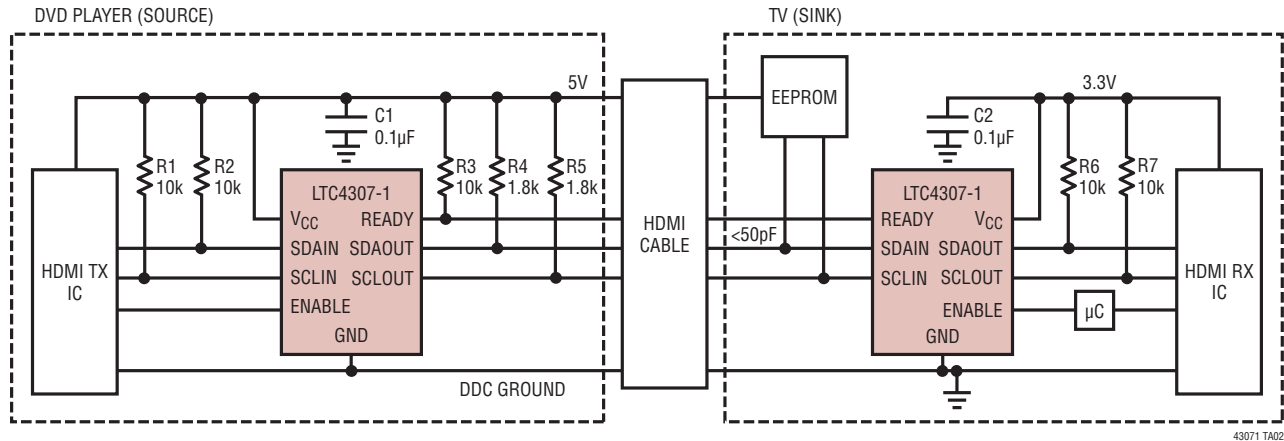 DVD PLAYER (SOURCE)
TV (SINK)
5V
EEPROM
3.3V
C1
0.1µF
C2
0.1µF
R1
10k
R2
10k
R3
10k
R4
1.8k
R5
1.8k
R6
10k
R7
10k
HDMI TX
IC
LTC4307-1
VCC
READY
SDAIN
SDAOUT
SCLIN
SCLOUT
ENABLE
GND
DDC GROUND
HDMI
CABLE
<50pF
LTC4307-1
READY
VCC
SDAIN
SDAOUT
SCLIN
SCLOUT
ENABLE
GND
µC
HDMI RX
IC
43071 TA02